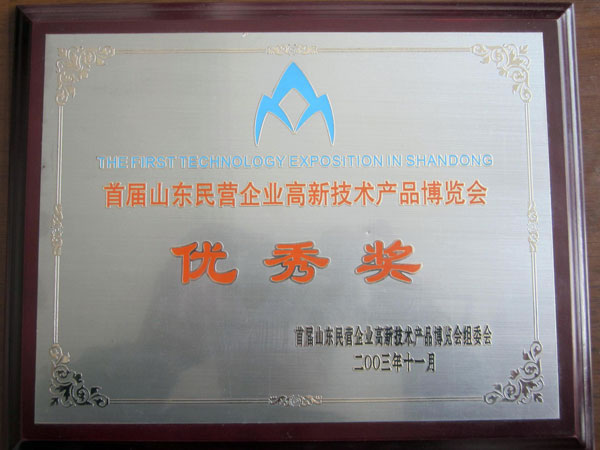 THE FIRST TECHNOLOGY EXPOSITION IN SHANDONG
首届山东民营企业高新技术产品博览会
优秀奖
首届山东民营企业高新技术产品博览会组委会
二00三年十一月